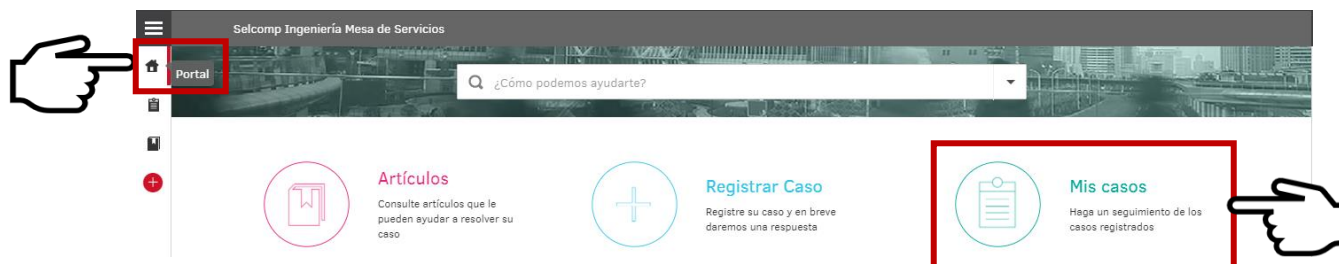 Selcomp Ingeniería Mesa de Servicios
Portal
¿Cómo podemos ayudarte?
Artículos
Consulte artículos que le
pueden ayudar a resolver su
caso
Registrar Caso
Registre su caso y en breve
daremos una respuesta
Mis casos
Haga un seguimiento de los
casos registrados